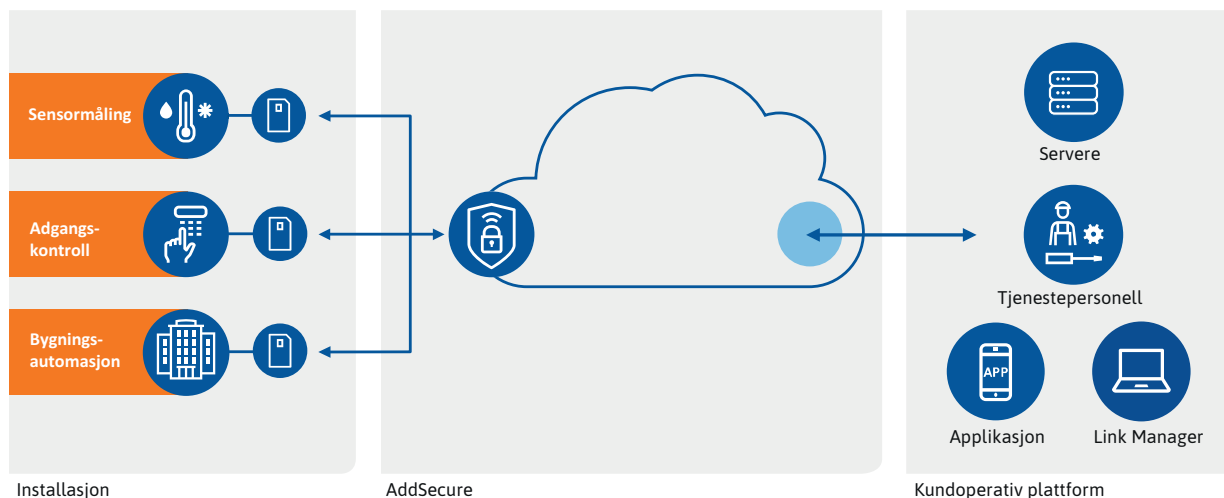 Sensormåling
Adgangs-
kontroll
Bygnings-
automasjon
Installasjon
AddSecure
Servere
Tjenestepersonell
APP
Applikasjon
Link Manager
Kundoperativ plattform